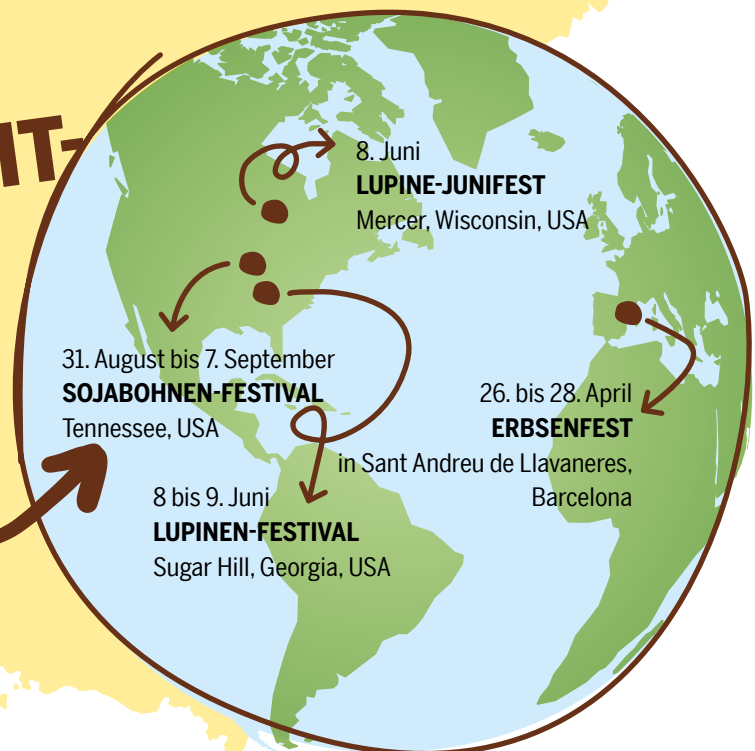 IT-
8. Juni
LUPINE-JUNIFEST
Mercer, Wisconsin, USA
31. August bis 7. September
SOJABOHNEN-FESTIVAL
Tennessee, USA
26. bis 28. April
ERBSENFEST
in Sant Andreu de Llavaneres,
Barcelona
8 bis 9. Juni
LUPINEN-FESTIVAL
Sugar Hill, Georgia, USA